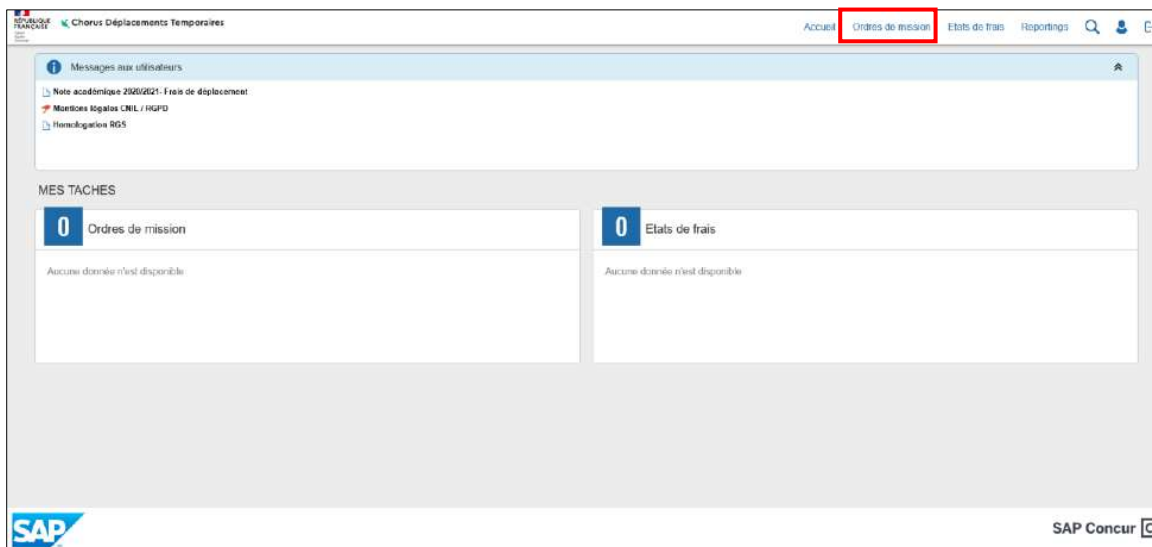 RÉPUBLIQUE
FRANÇAISE
Chorus Déplacements Temporaires
Accueil Ordres de mission Etats de frais Reportings
Messages aux utilisateurs
Note académique 2020/2021- Frais de déplacement
Mentions légales CNIL / RGPD
Homologation RGS
MES TACHES
0 Ordres de mission
0 Etats de frais
Aucune donnée n'est disponible
Aucune donnée n'est disponible
SAP
SAP Concur